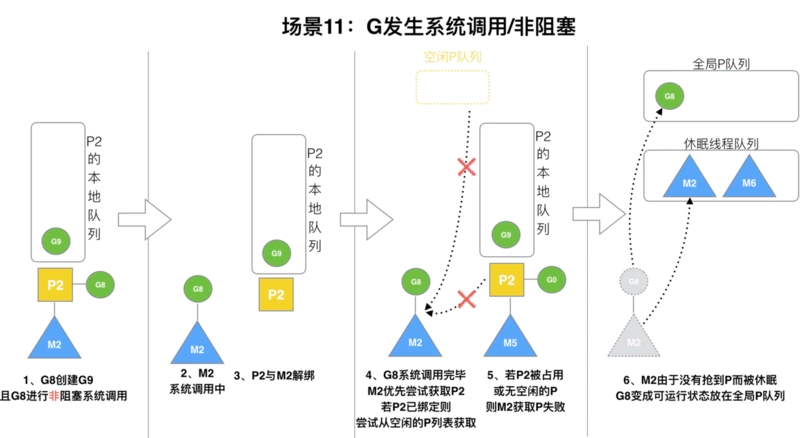 场景11：G发生系统调用/非阻塞
P2的本地队列
G9
P2
G8
M2
1、G8创建G9
且G8进行非阻塞系统调用
P2的本地队列
G9
G8
P2
M2
2、M2
系统调用中
3、P2与M2解绑
空闲P队列
P2的本地队列
G9
G8
P2
G0
M2
M5
4、G8系统调用完毕
M2优先尝试获取P2
若P2已绑定则
尝试从空闲的P列表获取
5、若P2被占用
或无空闲的P
则M2获取P失败
全局P队列
G8
休眠线程队列
M2
M6
G8
M2
6、M2由于没有抢到P而被休眠
G8变成可运行状态放在全局P队列